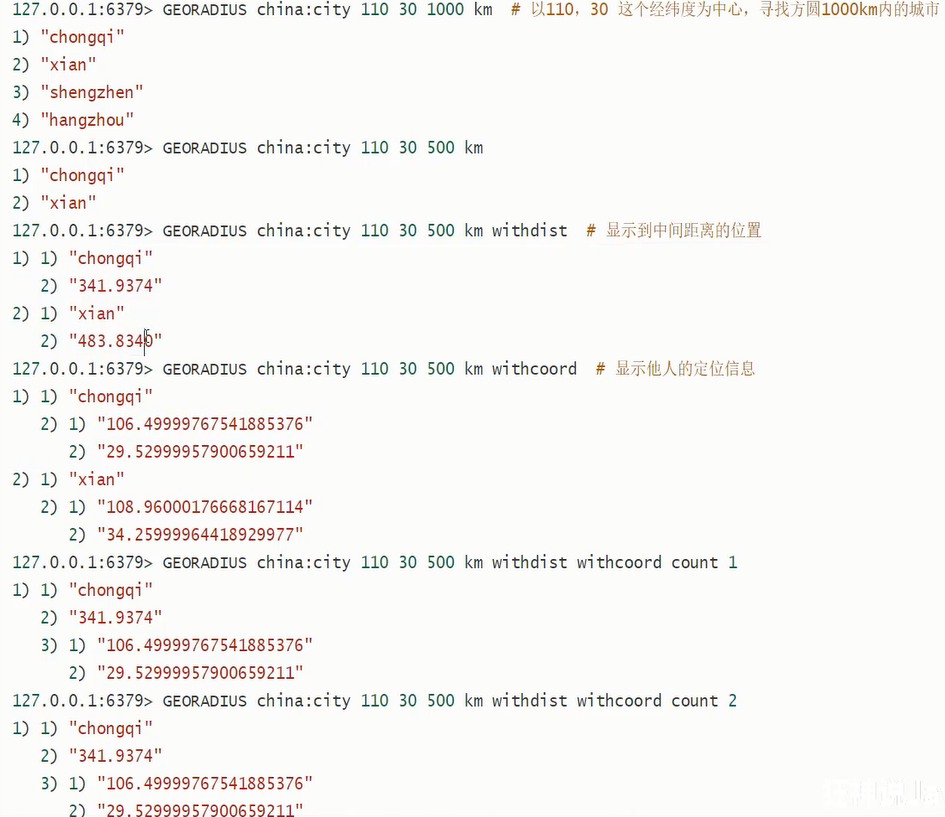 127.0.0.1:6379> GEORADIUS china:city 110 30 1000 km # 以110, 30 这个经纬度为中心, 寻找方圆1000km内的城市
1) "chongqi"
2) "xian"
3) "shengzhen"
4) "hangzhou"
127.0.0.1:6379> GEORADIUS china:city 110 30 500 km
1) "chongqi"
2) "xian"
127.0.0.1:6379> GEORADIUS china:city 110 30 500 km withdist # 显示到中间距离的位置
1) 1) "chongqi"
2) "341.9374"
2) 1) "xian"
2) "483.8340"
127.0.0.1:6379> GEORADIUS china:city 110 30 500 km withcoord # 显示他人的定位信息
1) 1) "chongqi"
2) 1) "106.49999767541885376"
2) "29.52999957900659211"
2) 1) "xian"
2) 1) "108.96000176668167114"
2) "34.25999964418929977"
127.0.0.1:6379> GEORADIUS china:city 110 30 500 km withdist withcoord count 1
1) 1) "chongqi"
2) "341.9374"
3) 1) "106.49999767541885376"
2) "29.52999957900659211"
127.0.0.1:6379> GEORADIUS china:city 110 30 500 km withdist withcoord count 2
1) 1) "chongqi"
2) "341.9374"
3) 1) "106.49999767541885376"
2) "29.52999957900659211"